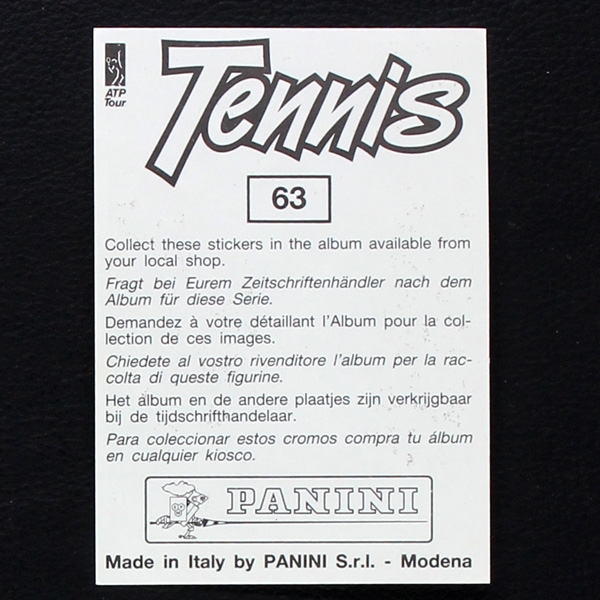 ATP
Tour
Tennis
63
Collect these stickers in the album available from
your local shop.
Fragt bei Eurem Zeitschriftenhändler nach dem
Album für diese Serie.
Demandez à votre détaillant l'Album pour la col-
lection de ces images.
Chiedete al vostro rivenditore l'album per la rac-
colta di queste figurine.
Het album en de andere plaatjes zijn verkrijgbaar
bij de tijdschrifthandelaar.
Para coleccionar estos cromos compra tu álbum
en cualquier kiosco.
PANINI
Made in Italy by PANINI S.r.l. - Modena